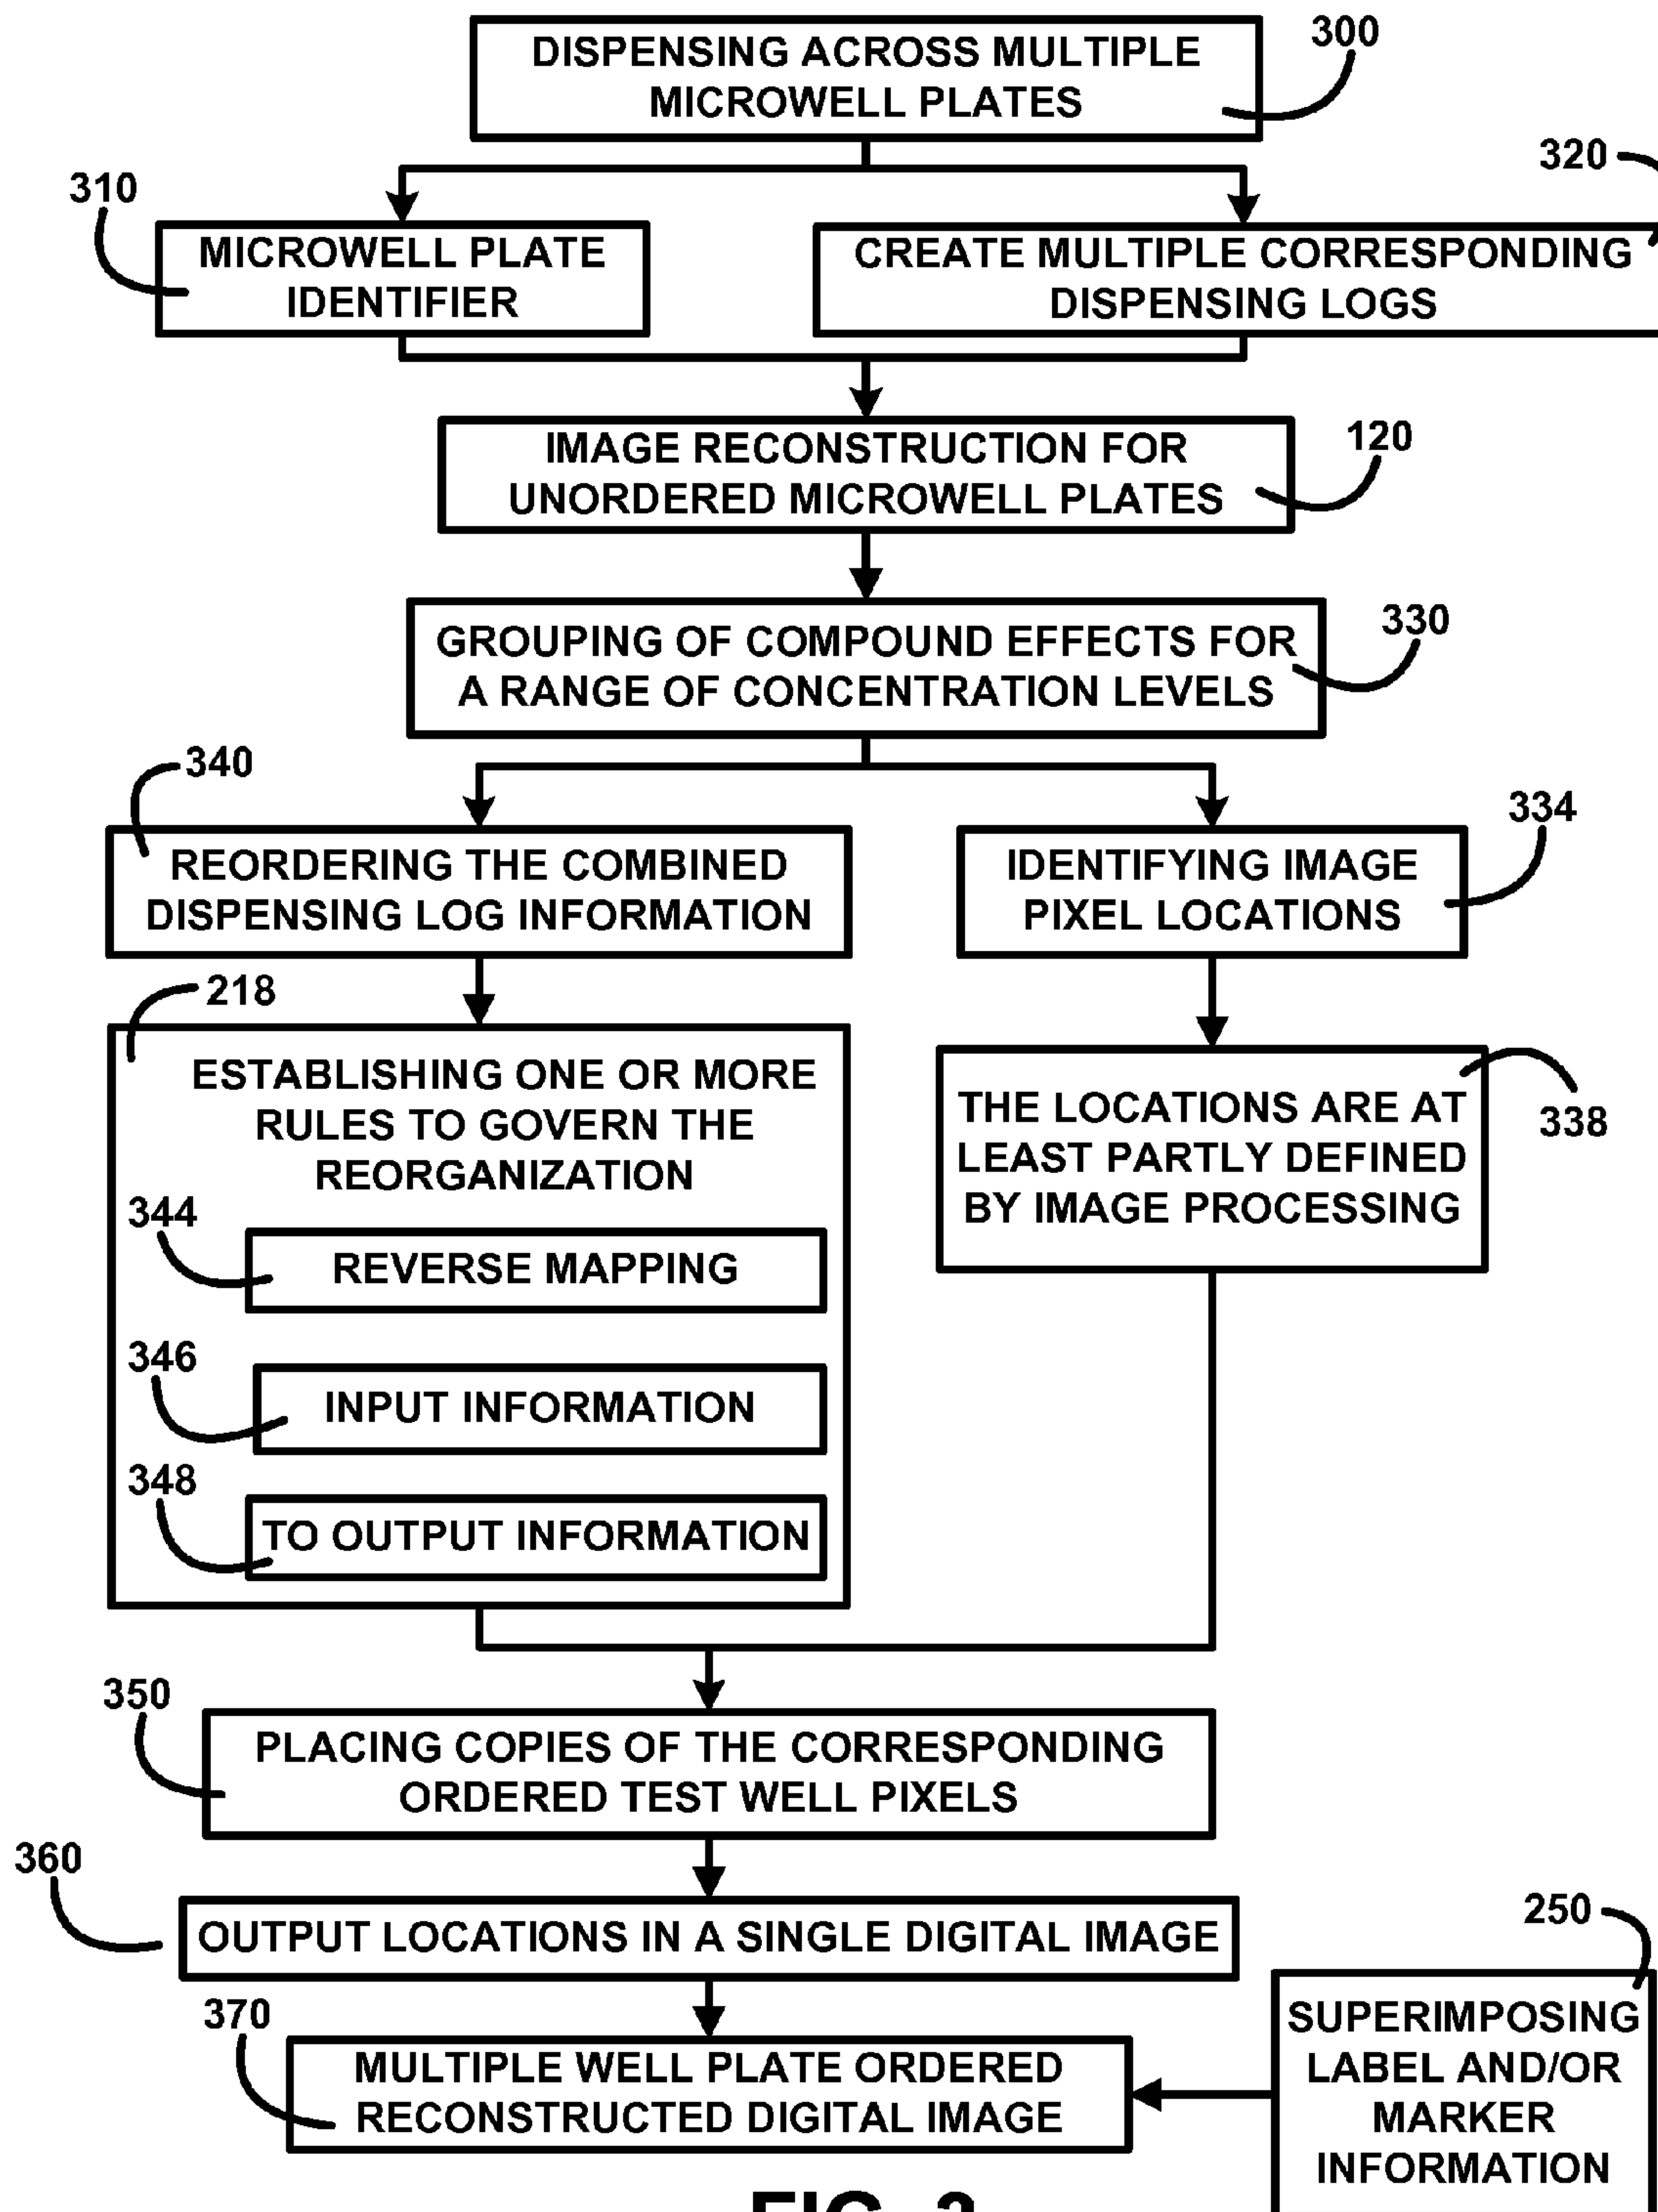 DISPENSING ACROSS MULTIPLE
MICROWELL PLATES
300
310
320
MICROWELL PLATE
IDENTIFIER
CREATE MULTIPLE CORRESPONDING
DISPENSING LOGS
IMAGE RECONSTRUCTION FOR
UNORDERED MICROWELL PLATES
120
GROUPING OF COMPOUND EFFECTS FOR
A RANGE OF CONCENTRATION LEVELS
330
340
334
REORDERING THE COMBINED
DISPENSING LOG INFORMATION
IDENTIFYING IMAGE
PIXEL LOCATIONS
218
ESTABLISHING ONE OR MORE
RULES TO GOVERN THE
REORGANIZATION
THE LOCATIONS ARE AT
LEAST PARTLY DEFINED
BY IMAGE PROCESSING
338
344
REVERSE MAPPING
346
INPUT INFORMATION
348
TO OUTPUT INFORMATION
350
PLACING COPIES OF THE CORRESPONDING
ORDERED TEST WELL PIXELS
360
OUTPUT LOCATIONS IN A SINGLE DIGITAL IMAGE
250
370
MULTIPLE WELL PLATE ORDERED
RECONSTRUCTED DIGITAL IMAGE
SUPERIMPOSING
LABEL AND/OR
MARKER
INFORMATION
FIG.